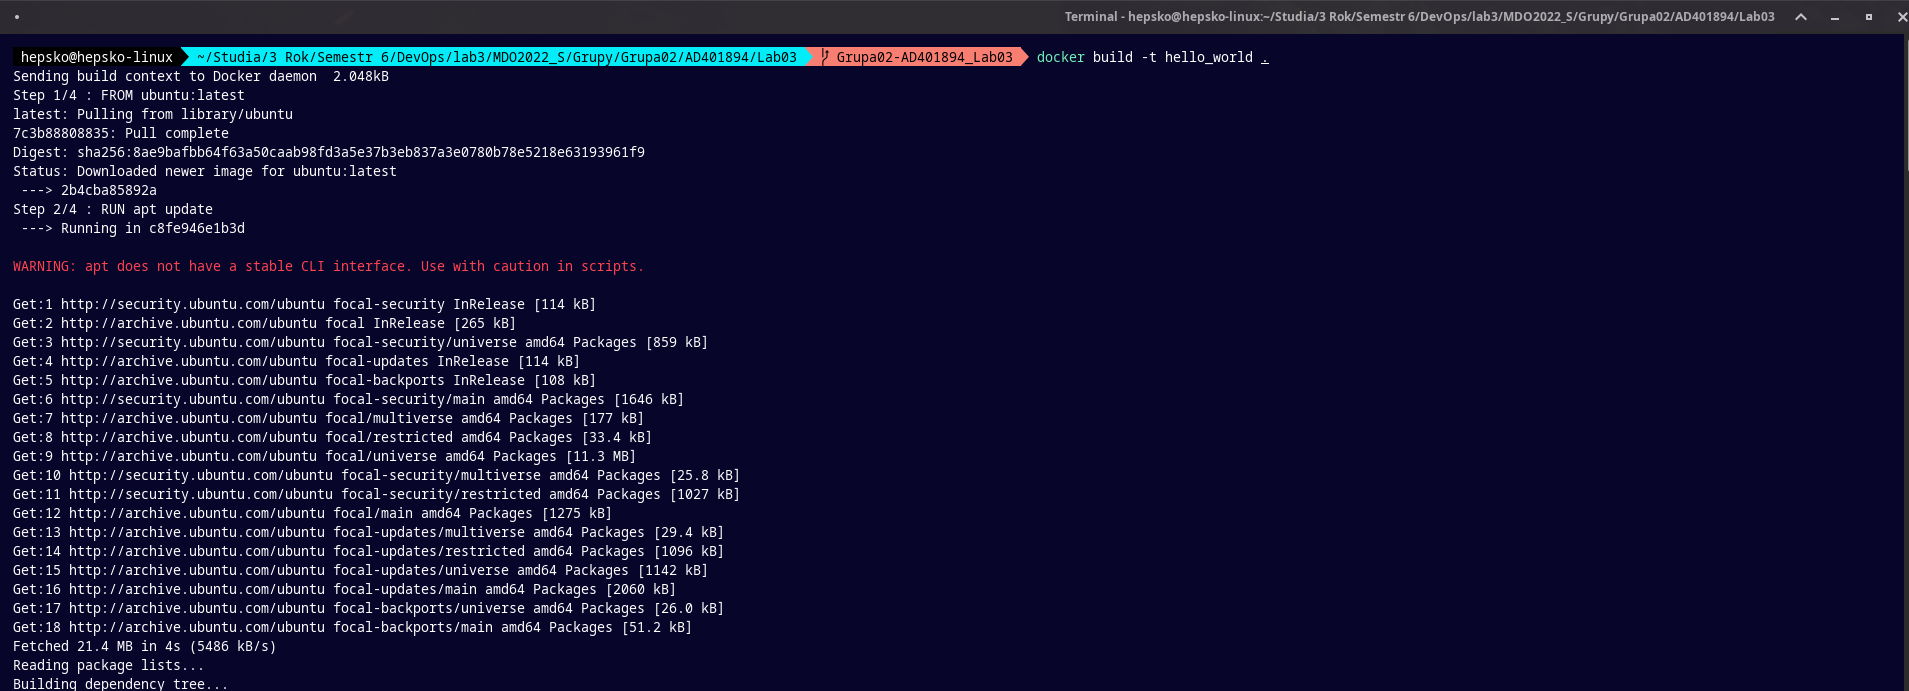 Terminal - hepsko@hepsko-linux:~/Studia/3 Rok/Semestr 6/DevOps/lab3/MDO2022_S/Grupy/Grupa02/AD401894/Lab03
hepsko@hepsko-linux ~/Studia/3 Rok/Semestr 6/DevOps/lab3/MDO2022_S/Grupy/Grupa02/AD401894/Lab03 Grupa02-AD401894_Lab03 docker build -t hello_world .
Sending build context to Docker daemon  2.048kB
Step 1/4 : FROM ubuntu:latest
latest: Pulling from library/ubuntu
7c3b88808835: Pull complete
Digest: sha256:8ae9bafbb64f63a50caab98fd3a5e37b3eb837a3e0780b78e5218e63193961f9
Status: Downloaded newer image for ubuntu:latest
 ---> 2b4cba85892a
Step 2/4 : RUN apt update
 ---> Running in c8fe946e1b3d
WARNING: apt does not have a stable CLI interface. Use with caution in scripts.
Get:1 http://security.ubuntu.com/ubuntu focal-security InRelease [114 kB]
Get:2 http://archive.ubuntu.com/ubuntu focal InRelease [265 kB]
Get:3 http://security.ubuntu.com/ubuntu focal-security/universe amd64 Packages [859 kB]
Get:4 http://archive.ubuntu.com/ubuntu focal-updates InRelease [114 kB]
Get:5 http://archive.ubuntu.com/ubuntu focal-backports InRelease [108 kB]
Get:6 http://security.ubuntu.com/ubuntu focal-security/main amd64 Packages [1646 kB]
Get:7 http://archive.ubuntu.com/ubuntu focal/multiverse amd64 Packages [177 kB]
Get:8 http://archive.ubuntu.com/ubuntu focal/restricted amd64 Packages [33.4 kB]
Get:9 http://archive.ubuntu.com/ubuntu focal/universe amd64 Packages [11.3 MB]
Get:10 http://security.ubuntu.com/ubuntu focal-security/multiverse amd64 Packages [25.8 kB]
Get:11 http://security.ubuntu.com/ubuntu focal-security/restricted amd64 Packages [1027 kB]
Get:12 http://archive.ubuntu.com/ubuntu focal/main amd64 Packages [1275 kB]
Get:13 http://archive.ubuntu.com/ubuntu focal-updates/multiverse amd64 Packages [29.4 kB]
Get:14 http://archive.ubuntu.com/ubuntu focal-updates/restricted amd64 Packages [1096 kB]
Get:15 http://archive.ubuntu.com/ubuntu focal-updates/universe amd64 Packages [1142 kB]
Get:16 http://archive.ubuntu.com/ubuntu focal-updates/main amd64 Packages [2060 kB]
Get:17 http://archive.ubuntu.com/ubuntu focal-backports/universe amd64 Packages [26.0 kB]
Get:18 http://archive.ubuntu.com/ubuntu focal-backports/main amd64 Packages [51.2 kB]
Fetched 21.4 MB in 4s (5486 kB/s)
Reading package lists...
Building dependency tree...